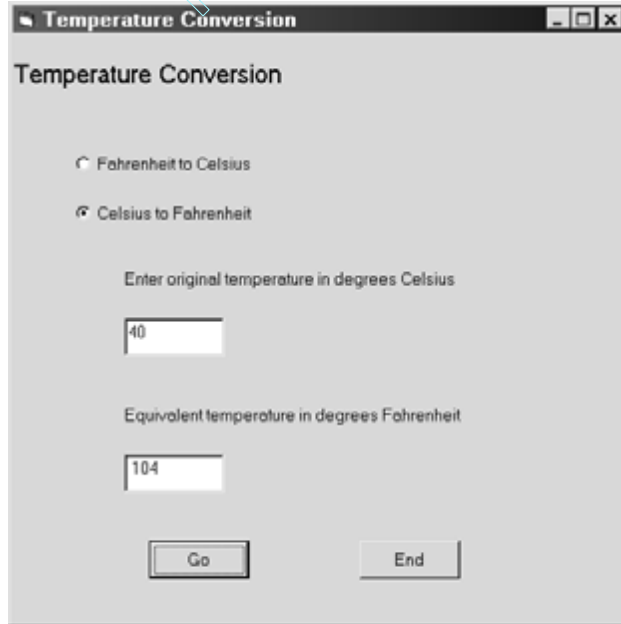 Temperature Conversion
Temperature Conversion
Fahrenheit to Celsius
Celsius to Fahrenheit
Enter original temperature in degrees Celsius
40
Equivalent temperature in degrees Fahrenheit
104
Go End